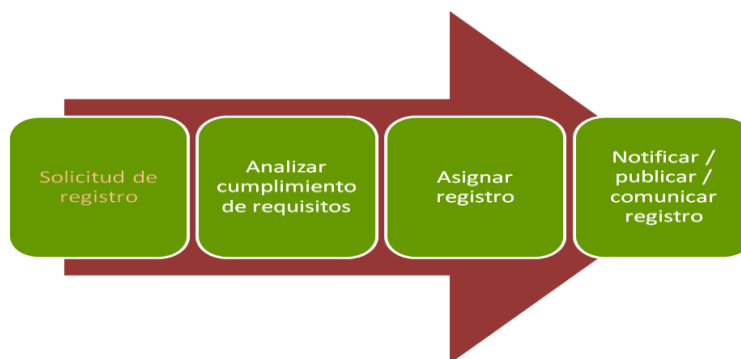 Solicitud de
registro
Analizar
cumplimiento
de requisitos
Asignar
registro
Notificar /
publicar /
comunicar
registro